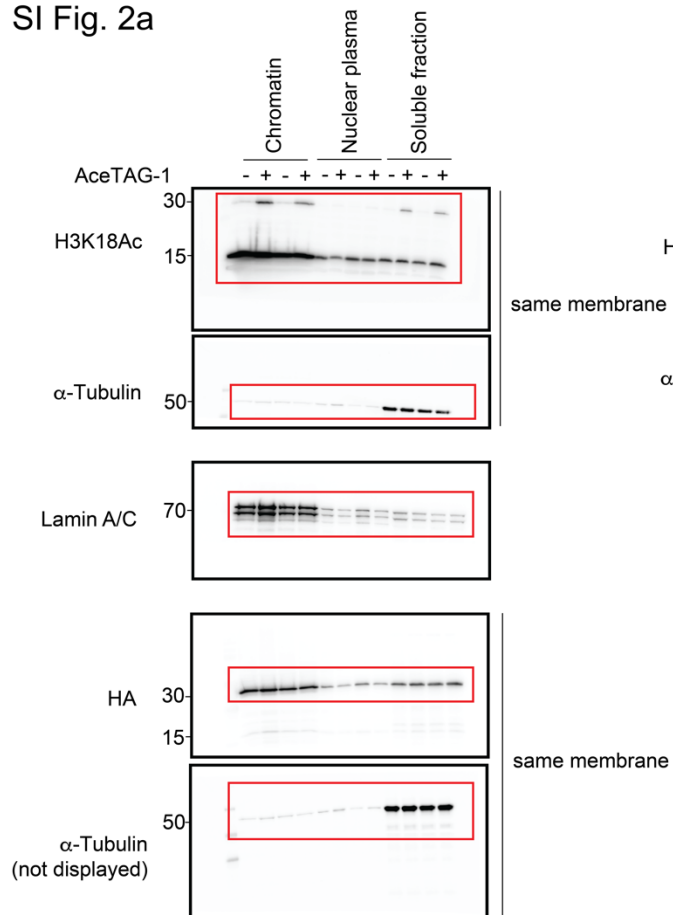 SI Fig. 2a
Chromatin
Nuclear plasma
Soluble fraction
AceTAG-1 - + - + - + - + - + - +
30
H3K18Ac
15
H
same membrane
α-Tubulin
50
α
Lamin A/C
70
HA
30
15
same membrane
50
α-Tubulin
(not displayed)